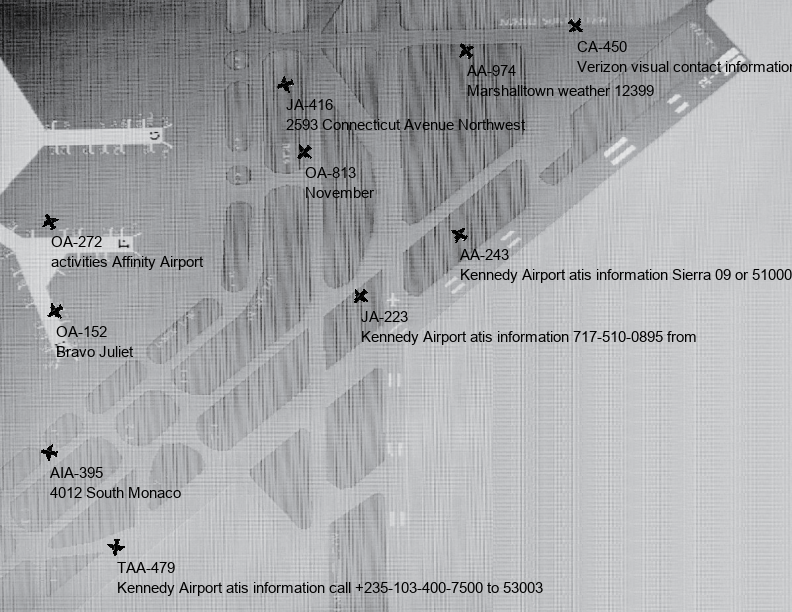 CA-450
Verizon visual contact information
AA-974
Marshalltown weather 12399
JA-416
2593 Connecticut Avenue Northwest
OA-813
November
OA-272
activities Affinity Airport
AA-243
Kennedy Airport atis information Sierra 09 or 51000
JA-223
Kennedy Airport atis information 717-510-0895 from
OA-152
Bravo Juliet
AIA-395
4012 South Monaco
TAA-479
Kennedy Airport atis information call +235-103-400-7500 to 53003